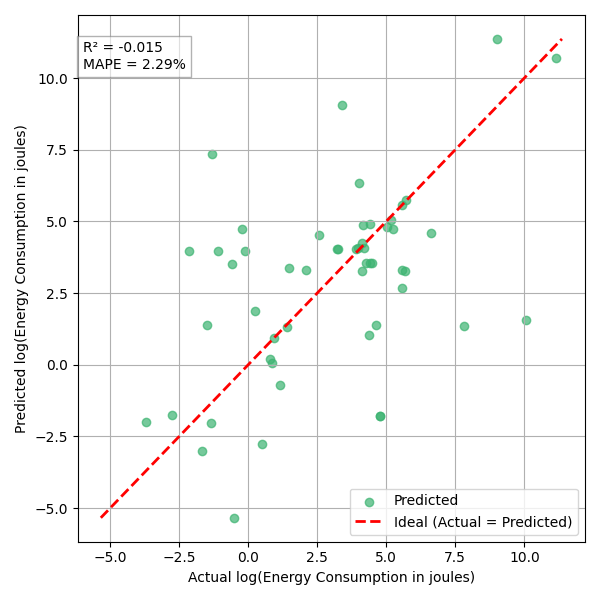 R² = -0.015
MAPE = 2.29%
10.0
7.5
5.0
2.5
0.0
−2.5
−5.0
Predicted log(Energy Consumption in joules)
Predicted
Ideal (Actual = Predicted)
−5.0 −2.5 0.0 2.5 5.0 7.5 10.0
Actual log(Energy Consumption in joules)